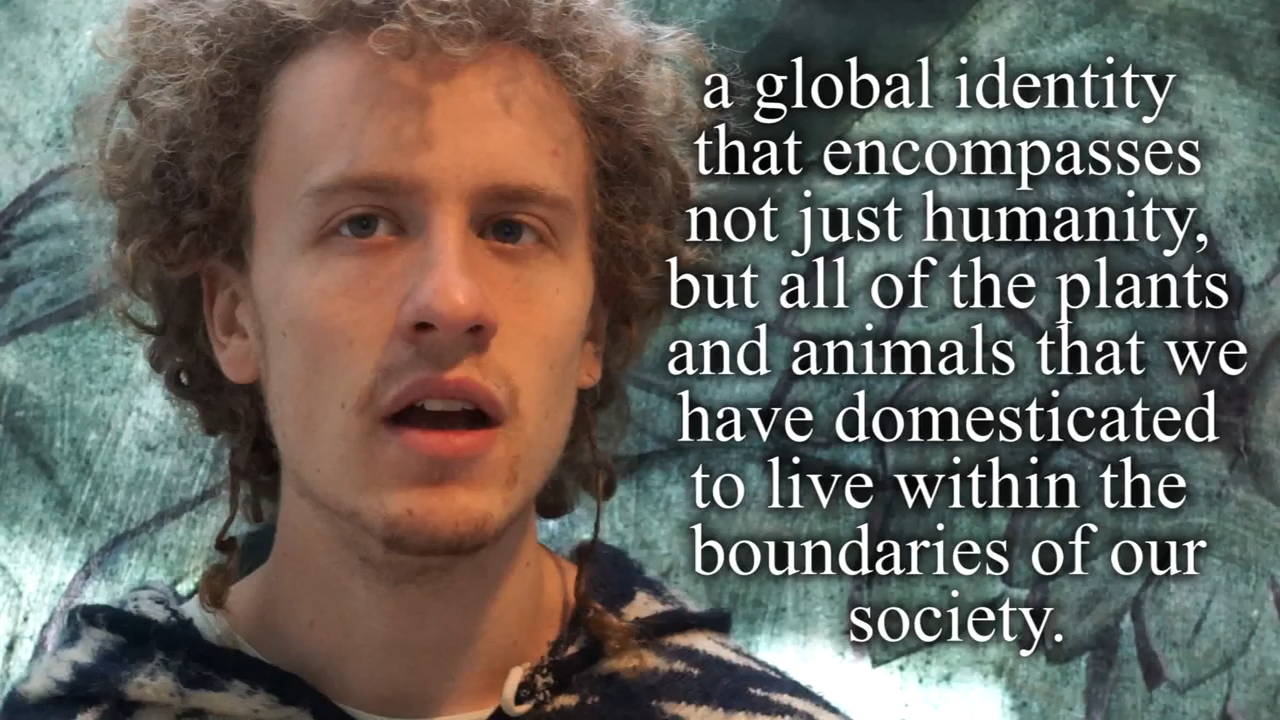 a global identity
that encompasses
not just humanity,
but all of the plants
and animals that we
have domesticated
to live within the
boundaries of our
society.